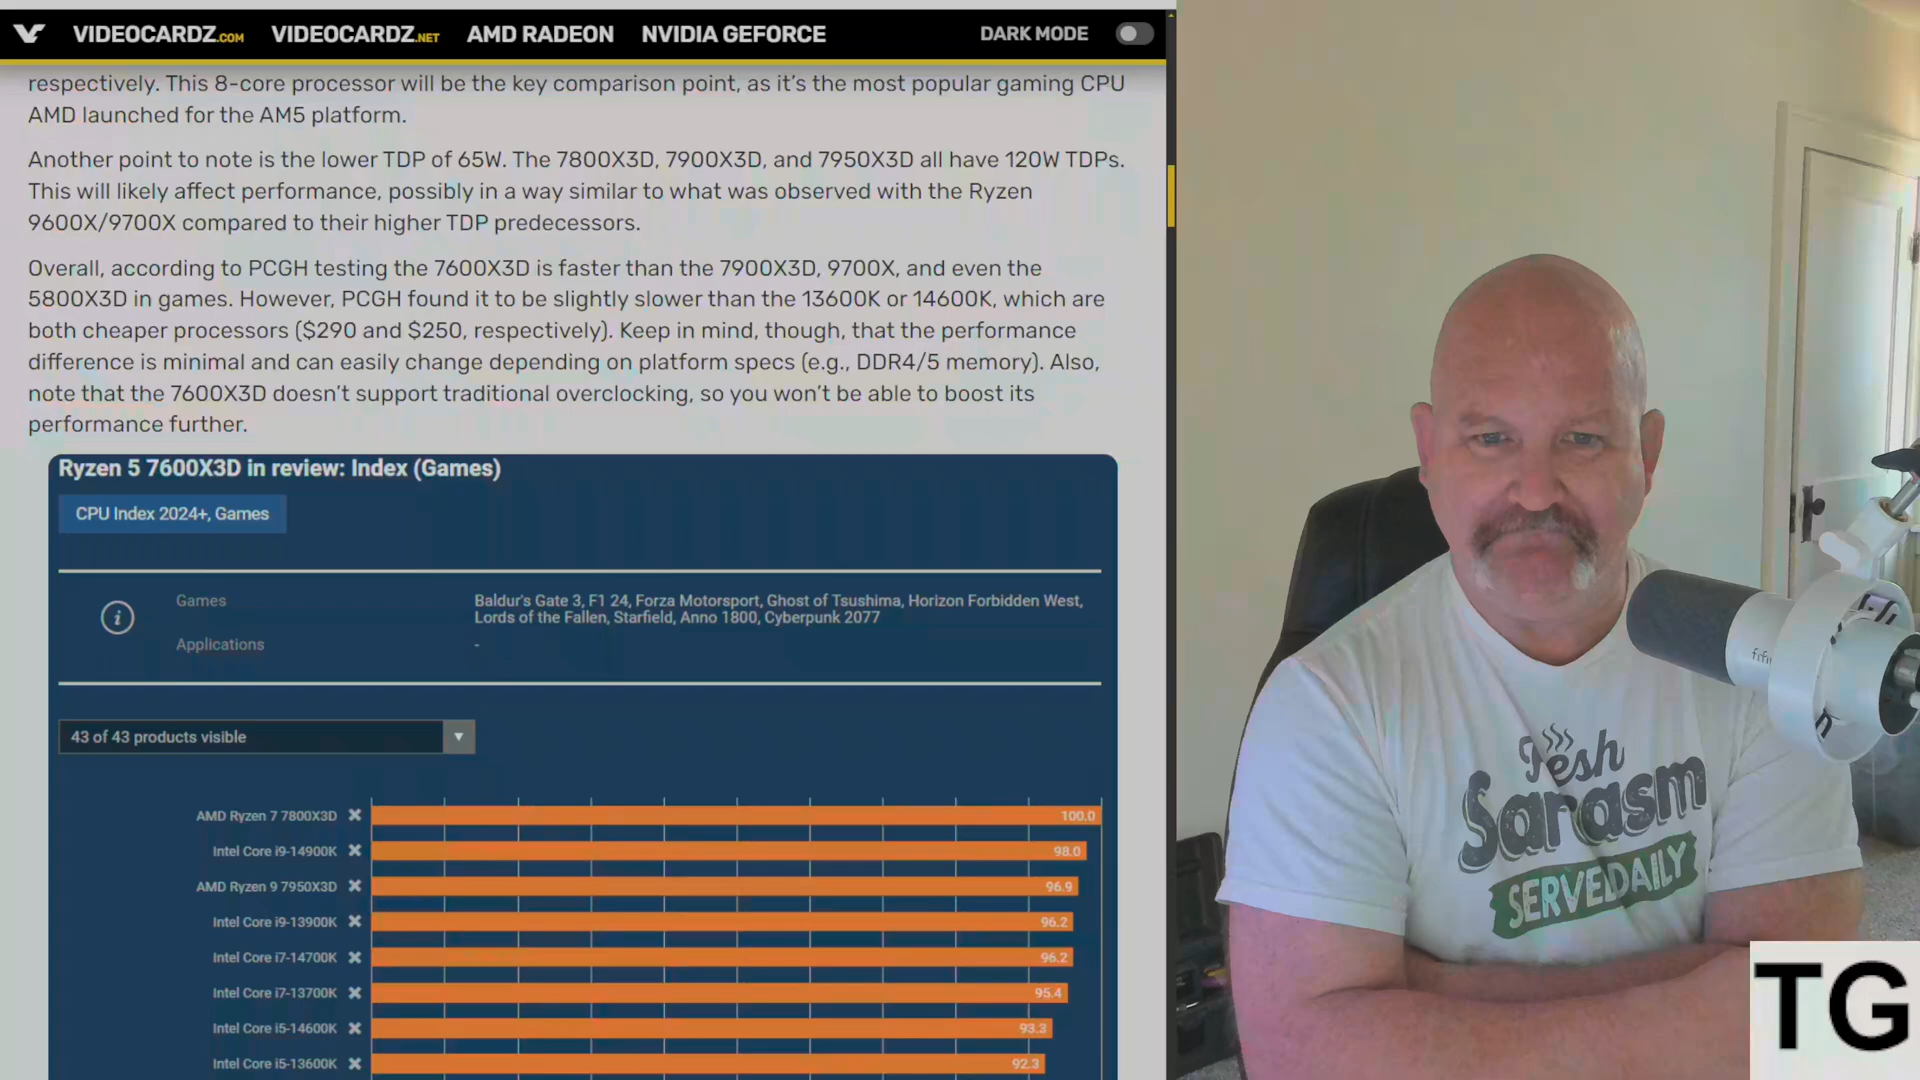 VIDEOCARDZ.COM VIDEOCARDZ.NET AMD RADEON NVIDIA GEFORCE DARK MODE
respectively. This 8-core processor will be the key comparison point, as it's the most popular gaming CPU
AMD launched for the AM5 platform.
Another point to note is the lower TDP of 65W. The 7800X3D, 7900X3D, and 7950X3D all have 120W TDPs.
This will likely affect performance, possibly in a way similar to what was observed with the Ryzen
9600X/9700X compared to their higher TDP predecessors.
Overall, according to PCGH testing the 7600X3D is faster than the 7900X3D, 9700X, and even the
5800X3D in games. However, PCGH found it to be slightly slower than the 13600K or 14600K, which are
both cheaper processors ($290 and $250, respectively). Keep in mind, though, that the performance
difference is minimal and can easily change depending on platform specs (e.g., DDR4/5 memory). Also,
note that the 7600X3D doesn't support traditional overclocking, so you won't be able to boost its
performance further.
Ryzen 5 7600X3D in review: Index (Games)
CPU Index 2024+, Games
Games Baldur's Gate 3, F1 24, Forza Motorsport, Ghost of Tsushima, Horizon Forbidden West,
Lords of the Fallen, Starfield, Anno 1800, Cyberpunk 2077
Applications -
43 of 43 products visible
AMD Ryzen 7 7800X3D 100.0
Intel Core i9-14900K 98.0
AMD Ryzen 9 7950X3D 96.9
Intel Core i9-13900K 96.2
Intel Core i7-14700K 96.2
Intel Core i7-13700K 95.4
Intel Core i5-14600K 93.3
Intel Core i5-13600K 92.3
Sarasm
SERVED DAILY
TG